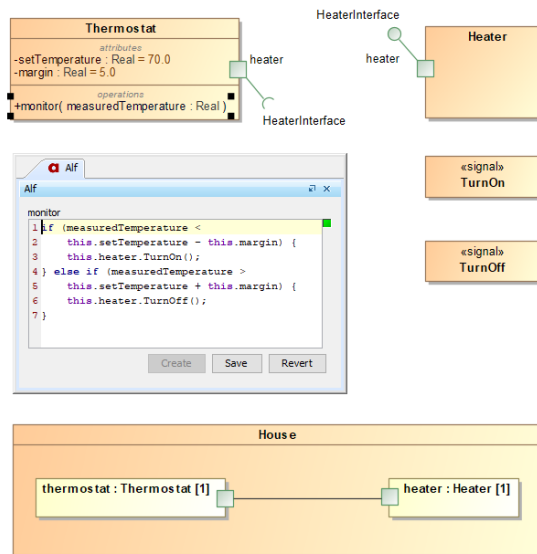 Thermostat
attributes
-setTemperature : Real = 70.0
-margin : Real = 5.0
operations
+monitor( measuredTemperature : Real )
heater
HeaterInterface
HeaterInterface
heater
Heater
«signal»
TurnOn
«signal»
TurnOff
Alf
Alf
monitor
1 if (measuredTemperature <
2 this.setTemperature - this.margin) {
3 this.heater.TurnOn();
4 } else if (measuredTemperature >
5 this.setTemperature + this.margin) {
6 this.heater.TurnOff();
7 }
Create Save Revert
House
thermostat : Thermostat [1]
heater : Heater [1]